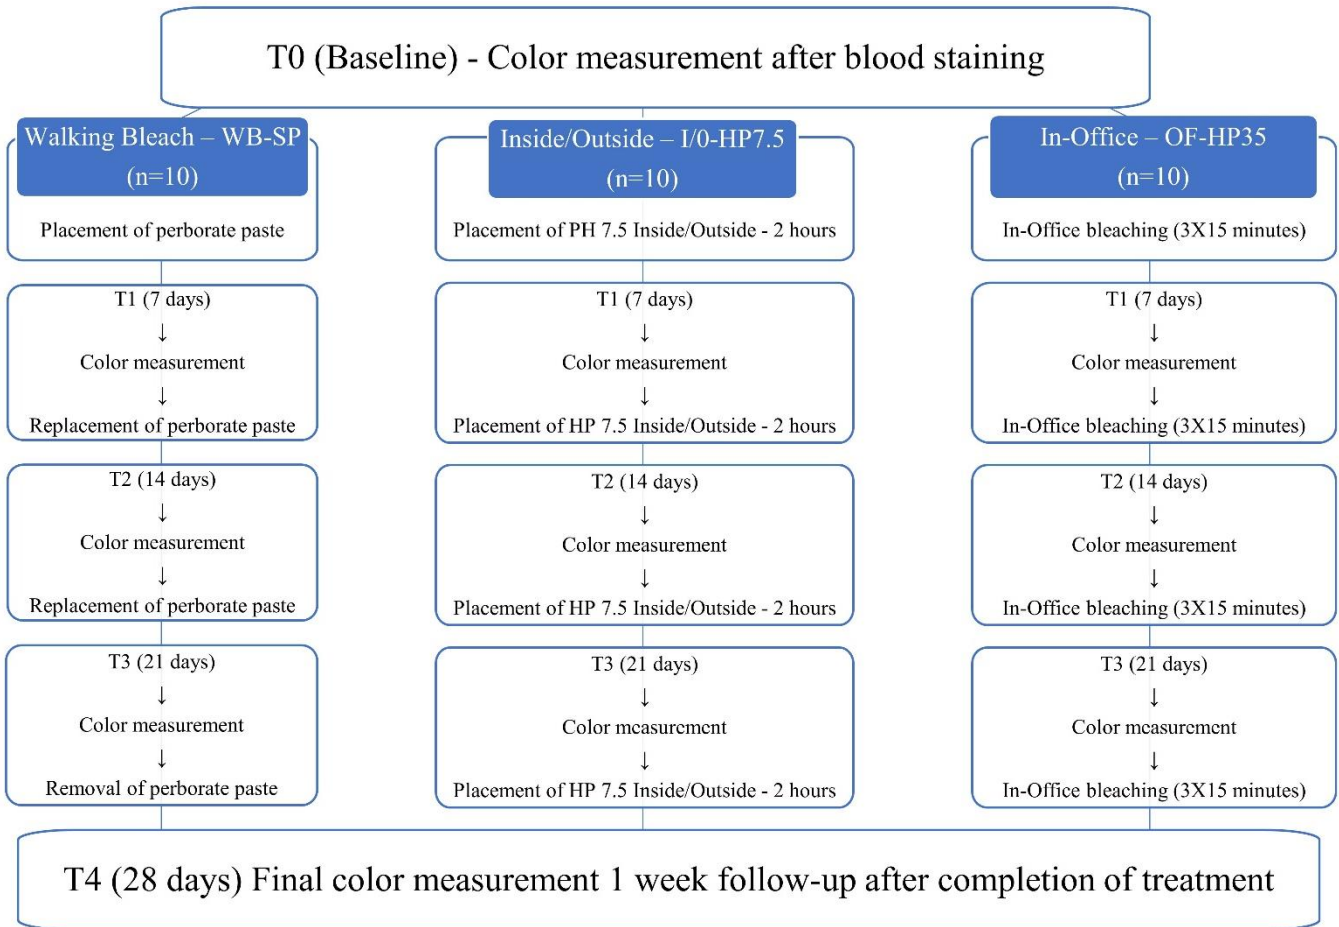 T0 (Baseline) - Color measurement after blood staining
Walking Bleach – WB-SP
(n=10)
Placement of perborate paste
T1 (7 days)
↓
Color measurement
↓
Replacement of perborate paste
T2 (14 days)
↓
Color measurement
↓
Replacement of perborate paste
T3 (21 days)
↓
Color measurement
↓
Removal of perborate paste
Inside/Outside – I/0-HP7.5
(n=10)
Placement of PH 7.5 Inside/Outside - 2 hours
T1 (7 days)
↓
Color measurement
↓
Placement of HP 7.5 Inside/Outside - 2 hours
T2 (14 days)
↓
Color measurement
↓
Placement of HP 7.5 Inside/Outside - 2 hours
T3 (21 days)
↓
Color measurement
↓
Placement of HP 7.5 Inside/Outside - 2 hours
In-Office – OF-HP35
(n=10)
In-Office bleaching (3X15 minutes)
T1 (7 days)
↓
Color measurement
↓
In-Office bleaching (3X15 minutes)
T2 (14 days)
↓
Color measurement
↓
In-Office bleaching (3X15 minutes)
T3 (21 days)
↓
Color measurement
↓
In-Office bleaching (3X15 minutes)
T4 (28 days) Final color measurement 1 week follow-up after completion of treatment